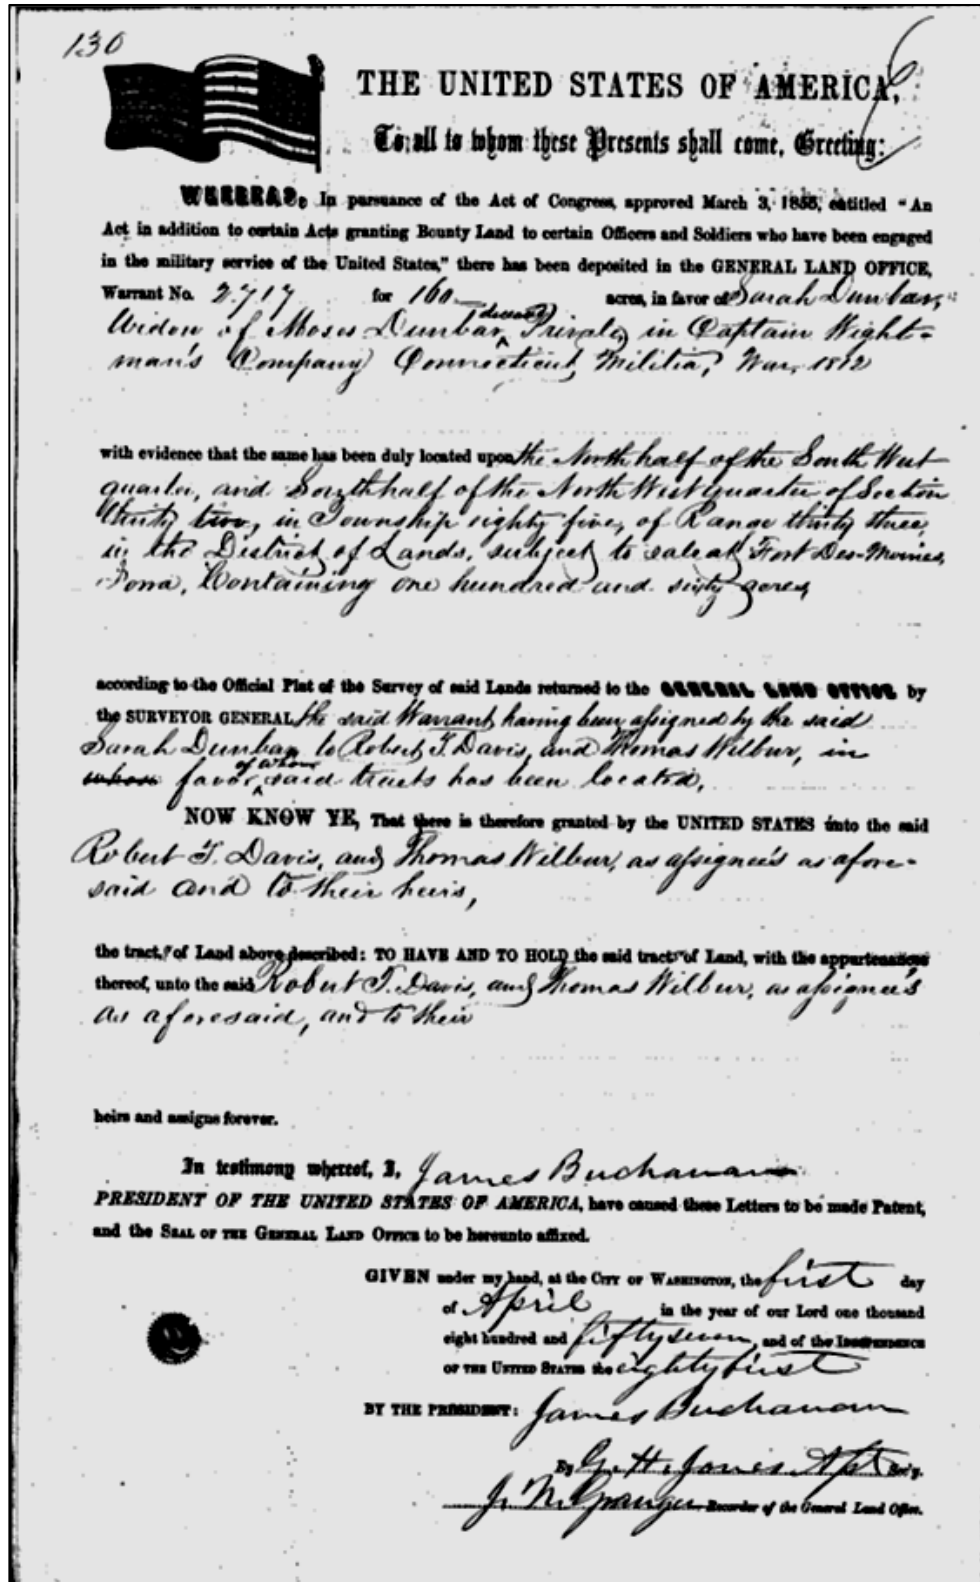 130
THE UNITED STATES OF AMERICA,
To all to whom these Presents shall come, Greeting:
WHEREAS, In pursuance of the Act of Congress, approved March 3, 1855, entitled "An
Act in addition to certain Acts granting Bounty Land to certain Officers and Soldiers who have been engaged
in the military service of the United States," there has been deposited in the GENERAL LAND OFFICE,
Warrant No. 2717 for 160 acres, in favor of Sarah Dunbar,
(deceased)
Widow of Moses Dunbar, Private, in Captain Wight-
man's Company Connecticut Militia, War, 1812
with evidence that the same has been duly located upon the North half of the South West
quarter, and South half of the North West quarter of Section
thirty two, in Township eighty five, of Range thirty three,
in the District of Lands, subject to sale at Fort Des-Moines,
Iowa, Containing one hundred and sixty acres,
according to the Official Plat of the Survey of said Lands returned to the GENERAL LAND OFFICE by
the SURVEYOR GENERAL the said Warrant having been assigned by the said
Sarah Dunbar to Robert T. Davis, and Thomas Wilbur, in
of whom
whose favor said tracts has been located,
NOW KNOW YE, That there is therefore granted by the UNITED STATES unto the said
Robert T. Davis, and Thomas Wilbur, as assignee's as afore-
said and to their heirs,
the tracts of Land above described: TO HAVE AND TO HOLD the said tracts of Land, with the appurtenances
thereof, unto the said Robert T. Davis, and Thomas Wilbur, as assignee's
as aforesaid, and to their
heirs and assigns forever.
In testimony whereof, I, James Buchanan
PRESIDENT OF THE UNITED STATES OF AMERICA, have caused these Letters to be made Patent,
and the SEAL OF THE GENERAL LAND OFFICE to be hereunto affixed.
GIVEN under my hand, at the CITY OF WASHINGTON, the first day
of April in the year of our Lord one thousand
eight hundred and fifty seven, and of the INDEPENDENCE
OF THE UNITED STATES the eighty first
BY THE PRESIDENT: James Buchanan
By G. H. Jones Asst Sec'y.
J. N. Granger Recorder of the General Land Office.